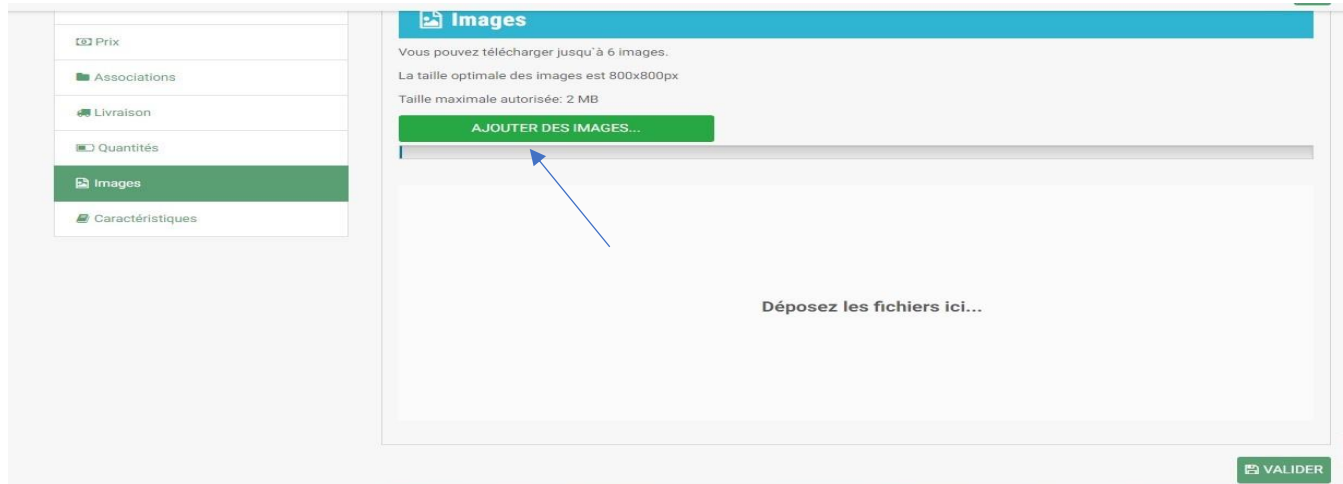 Prix
Associations
Livraison
Quantités
Images
Caractéristiques
Images
Vous pouvez télécharger jusqu'à 6 images.
La taille optimale des images est 800x800px
Taille maximale autorisée: 2 MB
AJOUTER DES IMAGES...
Déposez les fichiers ici...
VALIDER